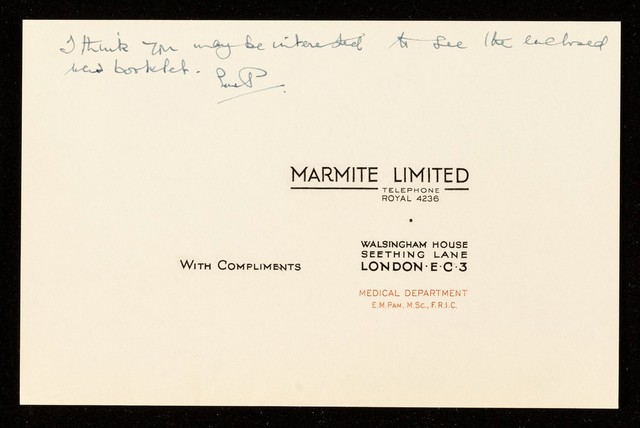 I think you may be interested to see the enclosed
new booklet.
MARMITE LIMITED
TELEPHONE
ROYAL 4236
WALSINGHAM HOUSE
SEETHING LANE
LONDON·E·C·3
WITH COMPLIMENTS
MEDICAL DEPARTMENT
E.M.PAM, M.SC., F.R.I.C.